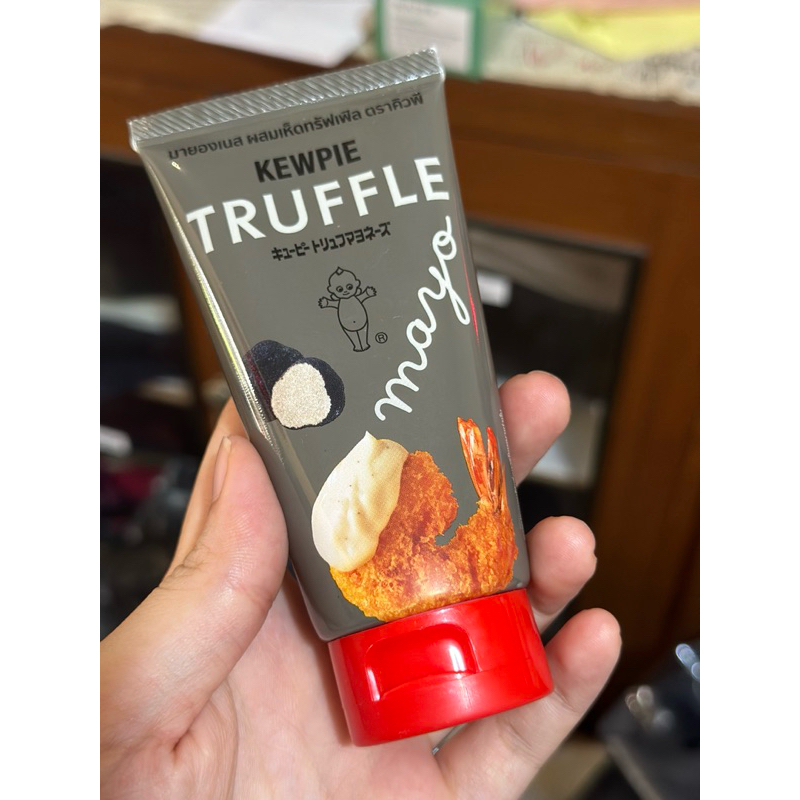 มายองเนส ผสมเห็ดทรัฟเฟิล ตราคิวพี
KEWPIE
TRUFFLE
キューピー トリュフマヨネーズ
mayo
®